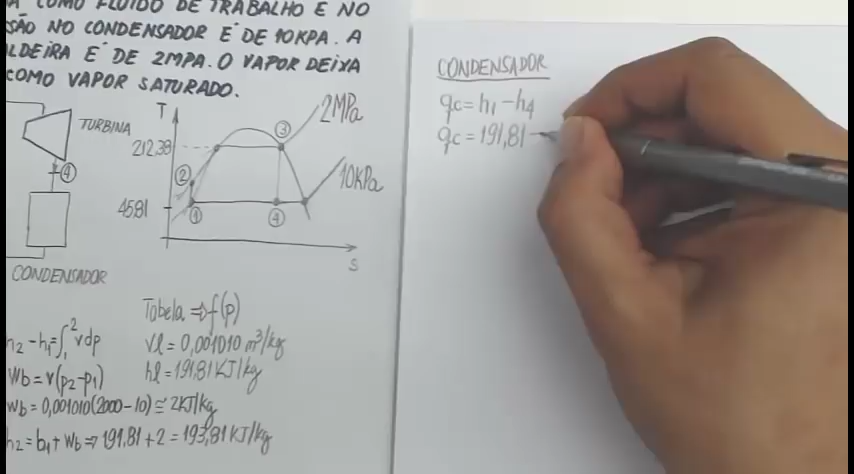 COMO FLUIDO DE TRABALHO E NO
SÃO NO CONDENSADOR E DE 10KPA. A
LDEIRA É DE 2MPA. O VAPOR DEIXA
COMO VAPOR SATURADO.
TURBINA
4
CONDENSADOR
T
2MPa
212,38
3
2
10KPa
45,81
1
4
S
Tabela ⇒ f(p)
vl = 0,001010 m³/kg
hl = 191,81 KJ/kg
h2 - h1 = ∫₁² vdp
Wb = v(p2-p1)
Wb = 0,001010(2000-10) ≅ 2KJ/kg
h2 = h1 + Wb ⇒ 191,81 + 2 = 193,81 KJ/kg
CONDENSADOR
qc = h1 - h4
qc = 191,81 -